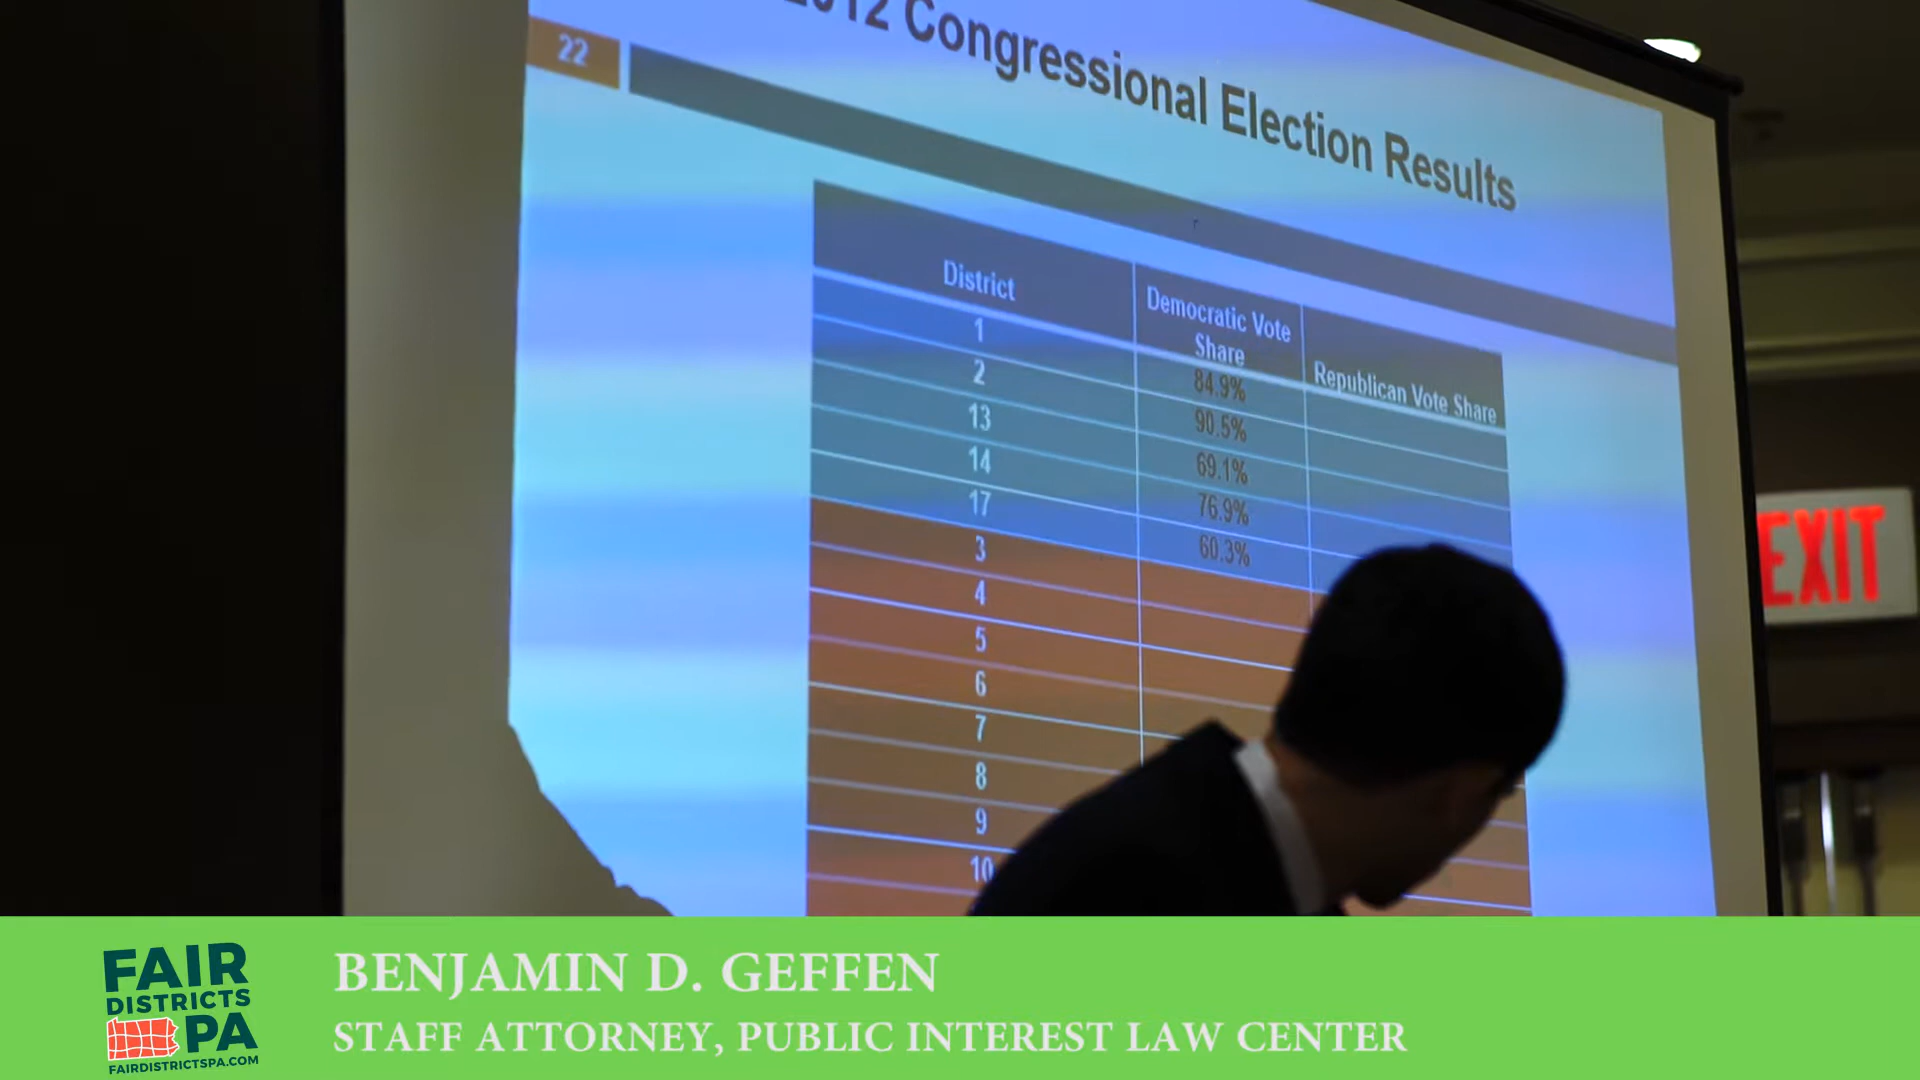 2012 Congressional Election Results
22
District
Democratic Vote
Share
Republican Vote Share
1
84.9%
2
90.5%
13
69.1%
14
76.9%
17
60.3%
3
4
5
6
7
8
9
10
EXIT
FAIR
DISTRICTS
PA
FAIRDISTRICTSPA.COM
BENJAMIN D. GEFFEN
STAFF ATTORNEY, PUBLIC INTEREST LAW CENTER